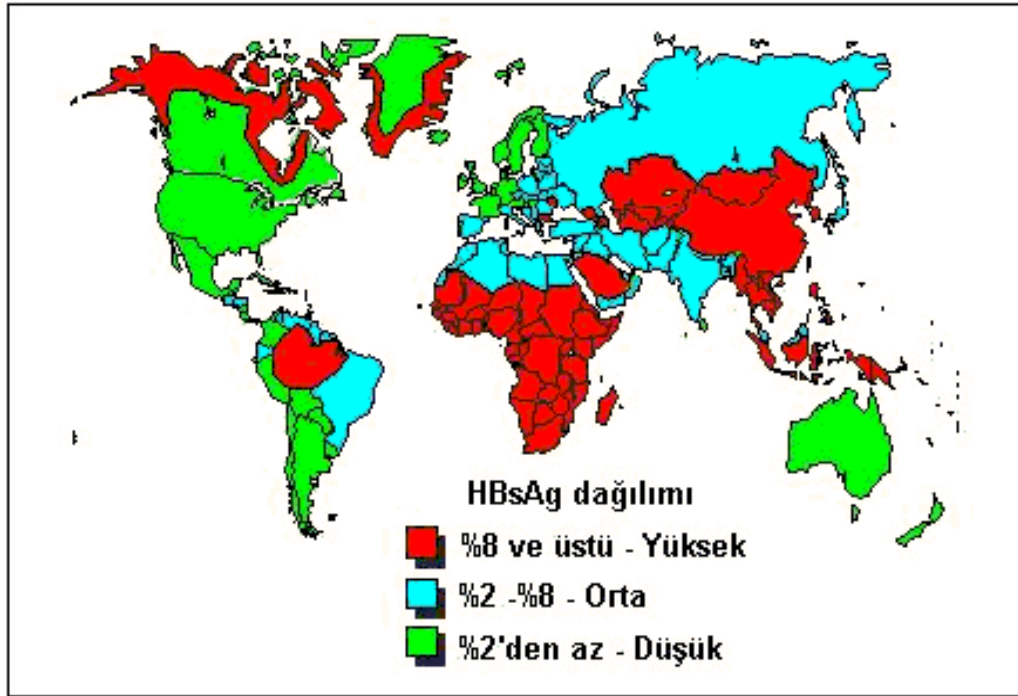 HBsAg dağılımı
%8 ve üstü - Yüksek
%2 -%8 - Orta
%2'den az - Düşük